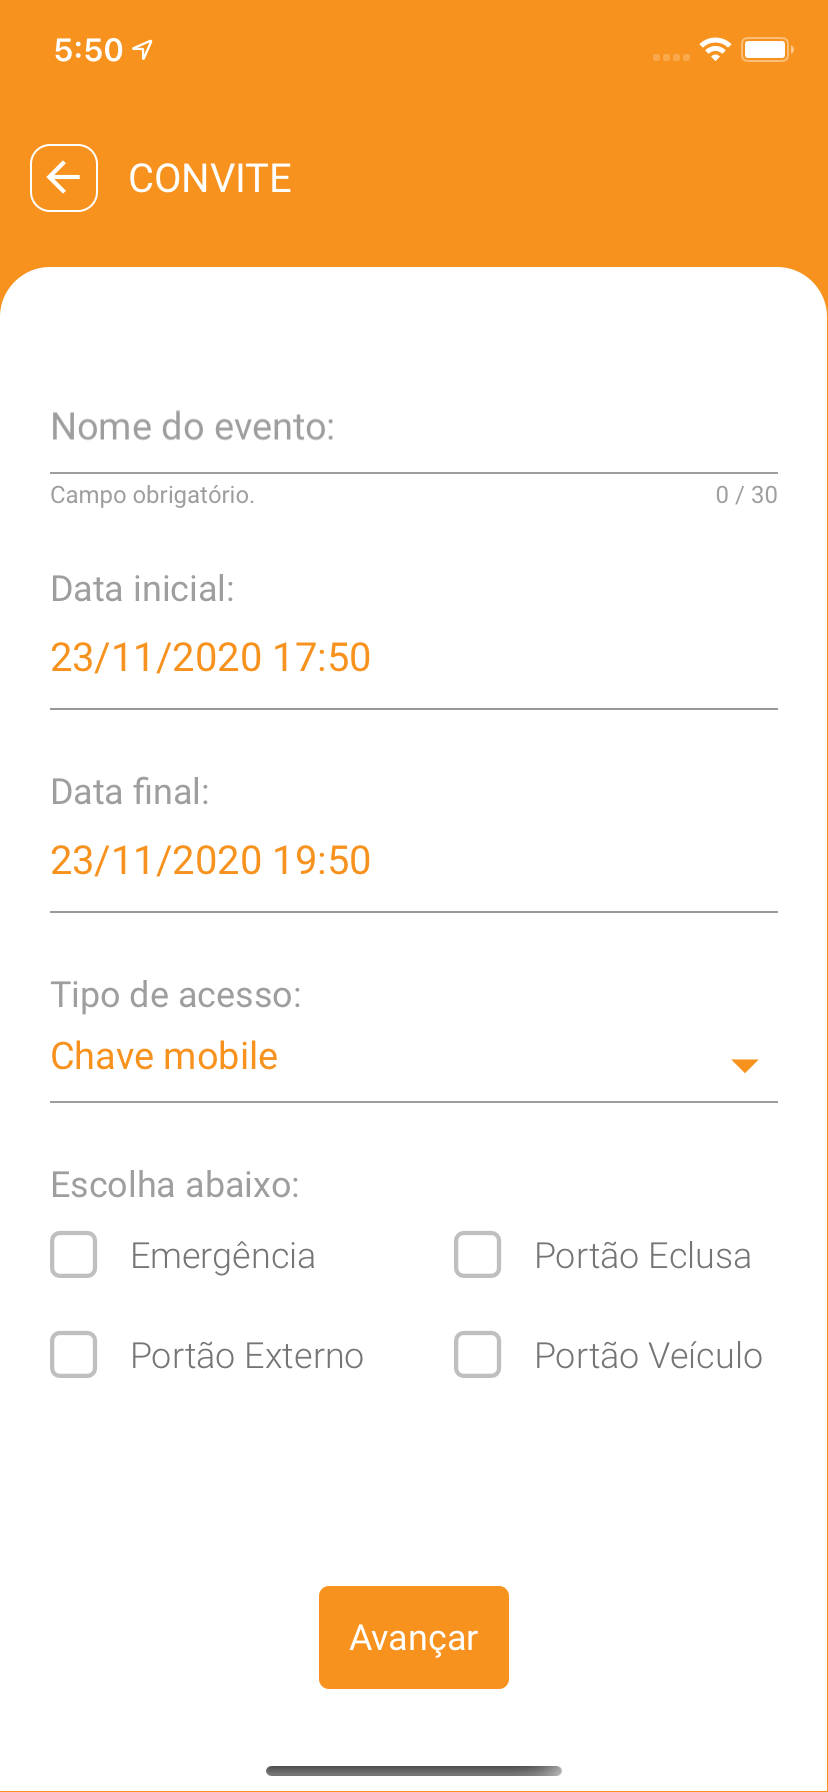 5:50
CONVITE
Nome do evento:
Campo obrigatório. 0 / 30
Data inicial:
23/11/2020 17:50
Data final:
23/11/2020 19:50
Tipo de acesso:
Chave mobile
Escolha abaixo:
Emergência Portão Eclusa
Portão Externo Portão Veículo
Avançar